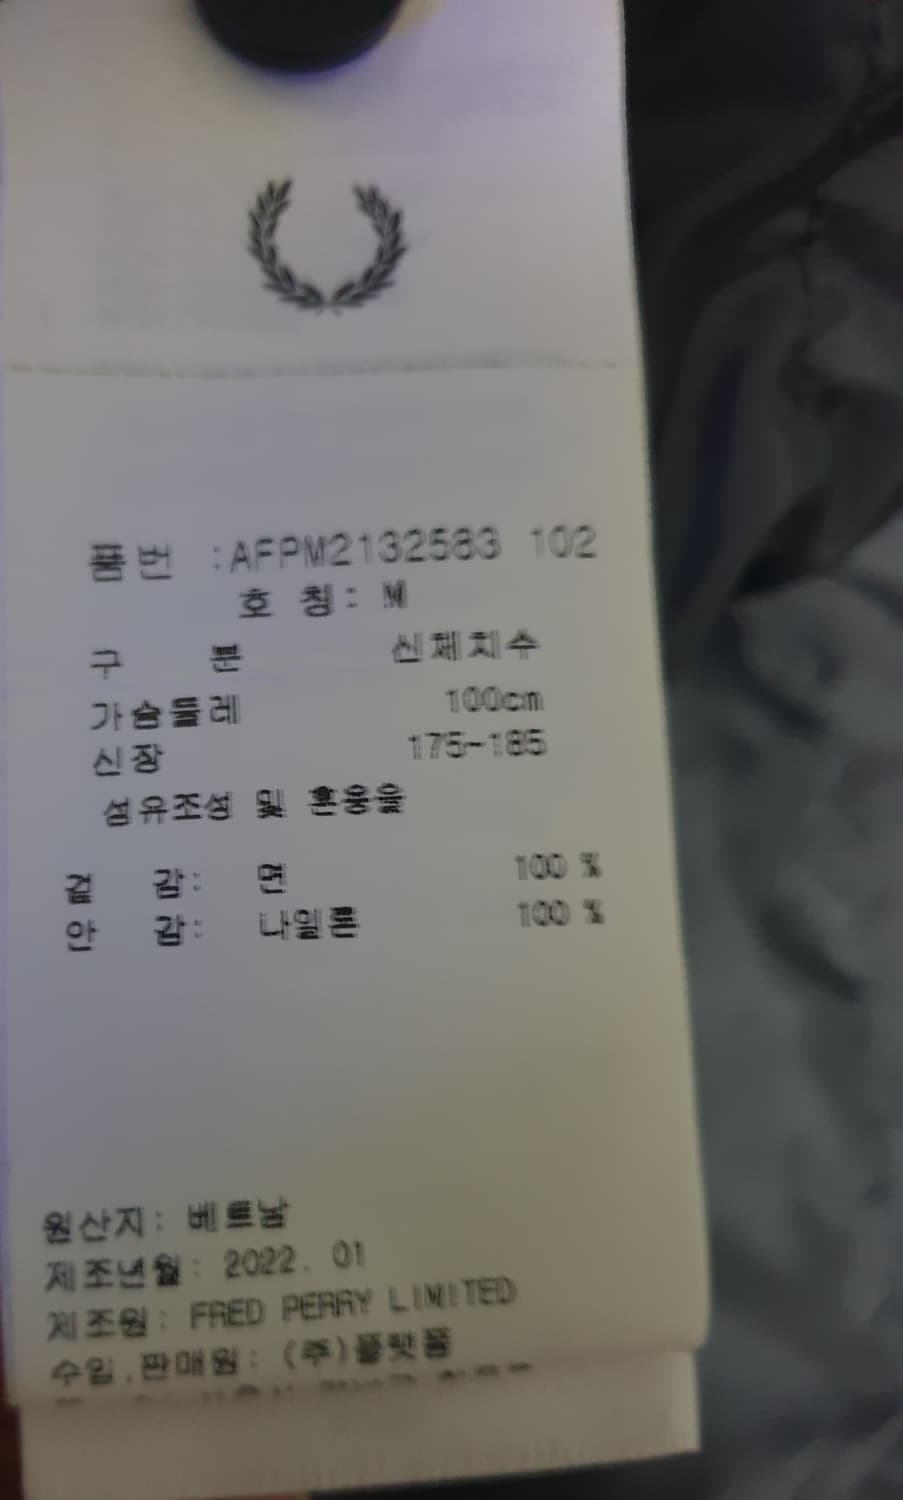 품번 :AFPM2132583 102
호 칭: M
구 분 신체치수
가슴둘레 100cm
신장 175~185
섬유조성 및 혼용율
겉 감: 면 100 %
안 감: 나일론 100 %
원산지: 베트남
제조년월: 2022. 01
제조원: FRED PERRY LIMITED
수입.판매원: (주)플랫폼